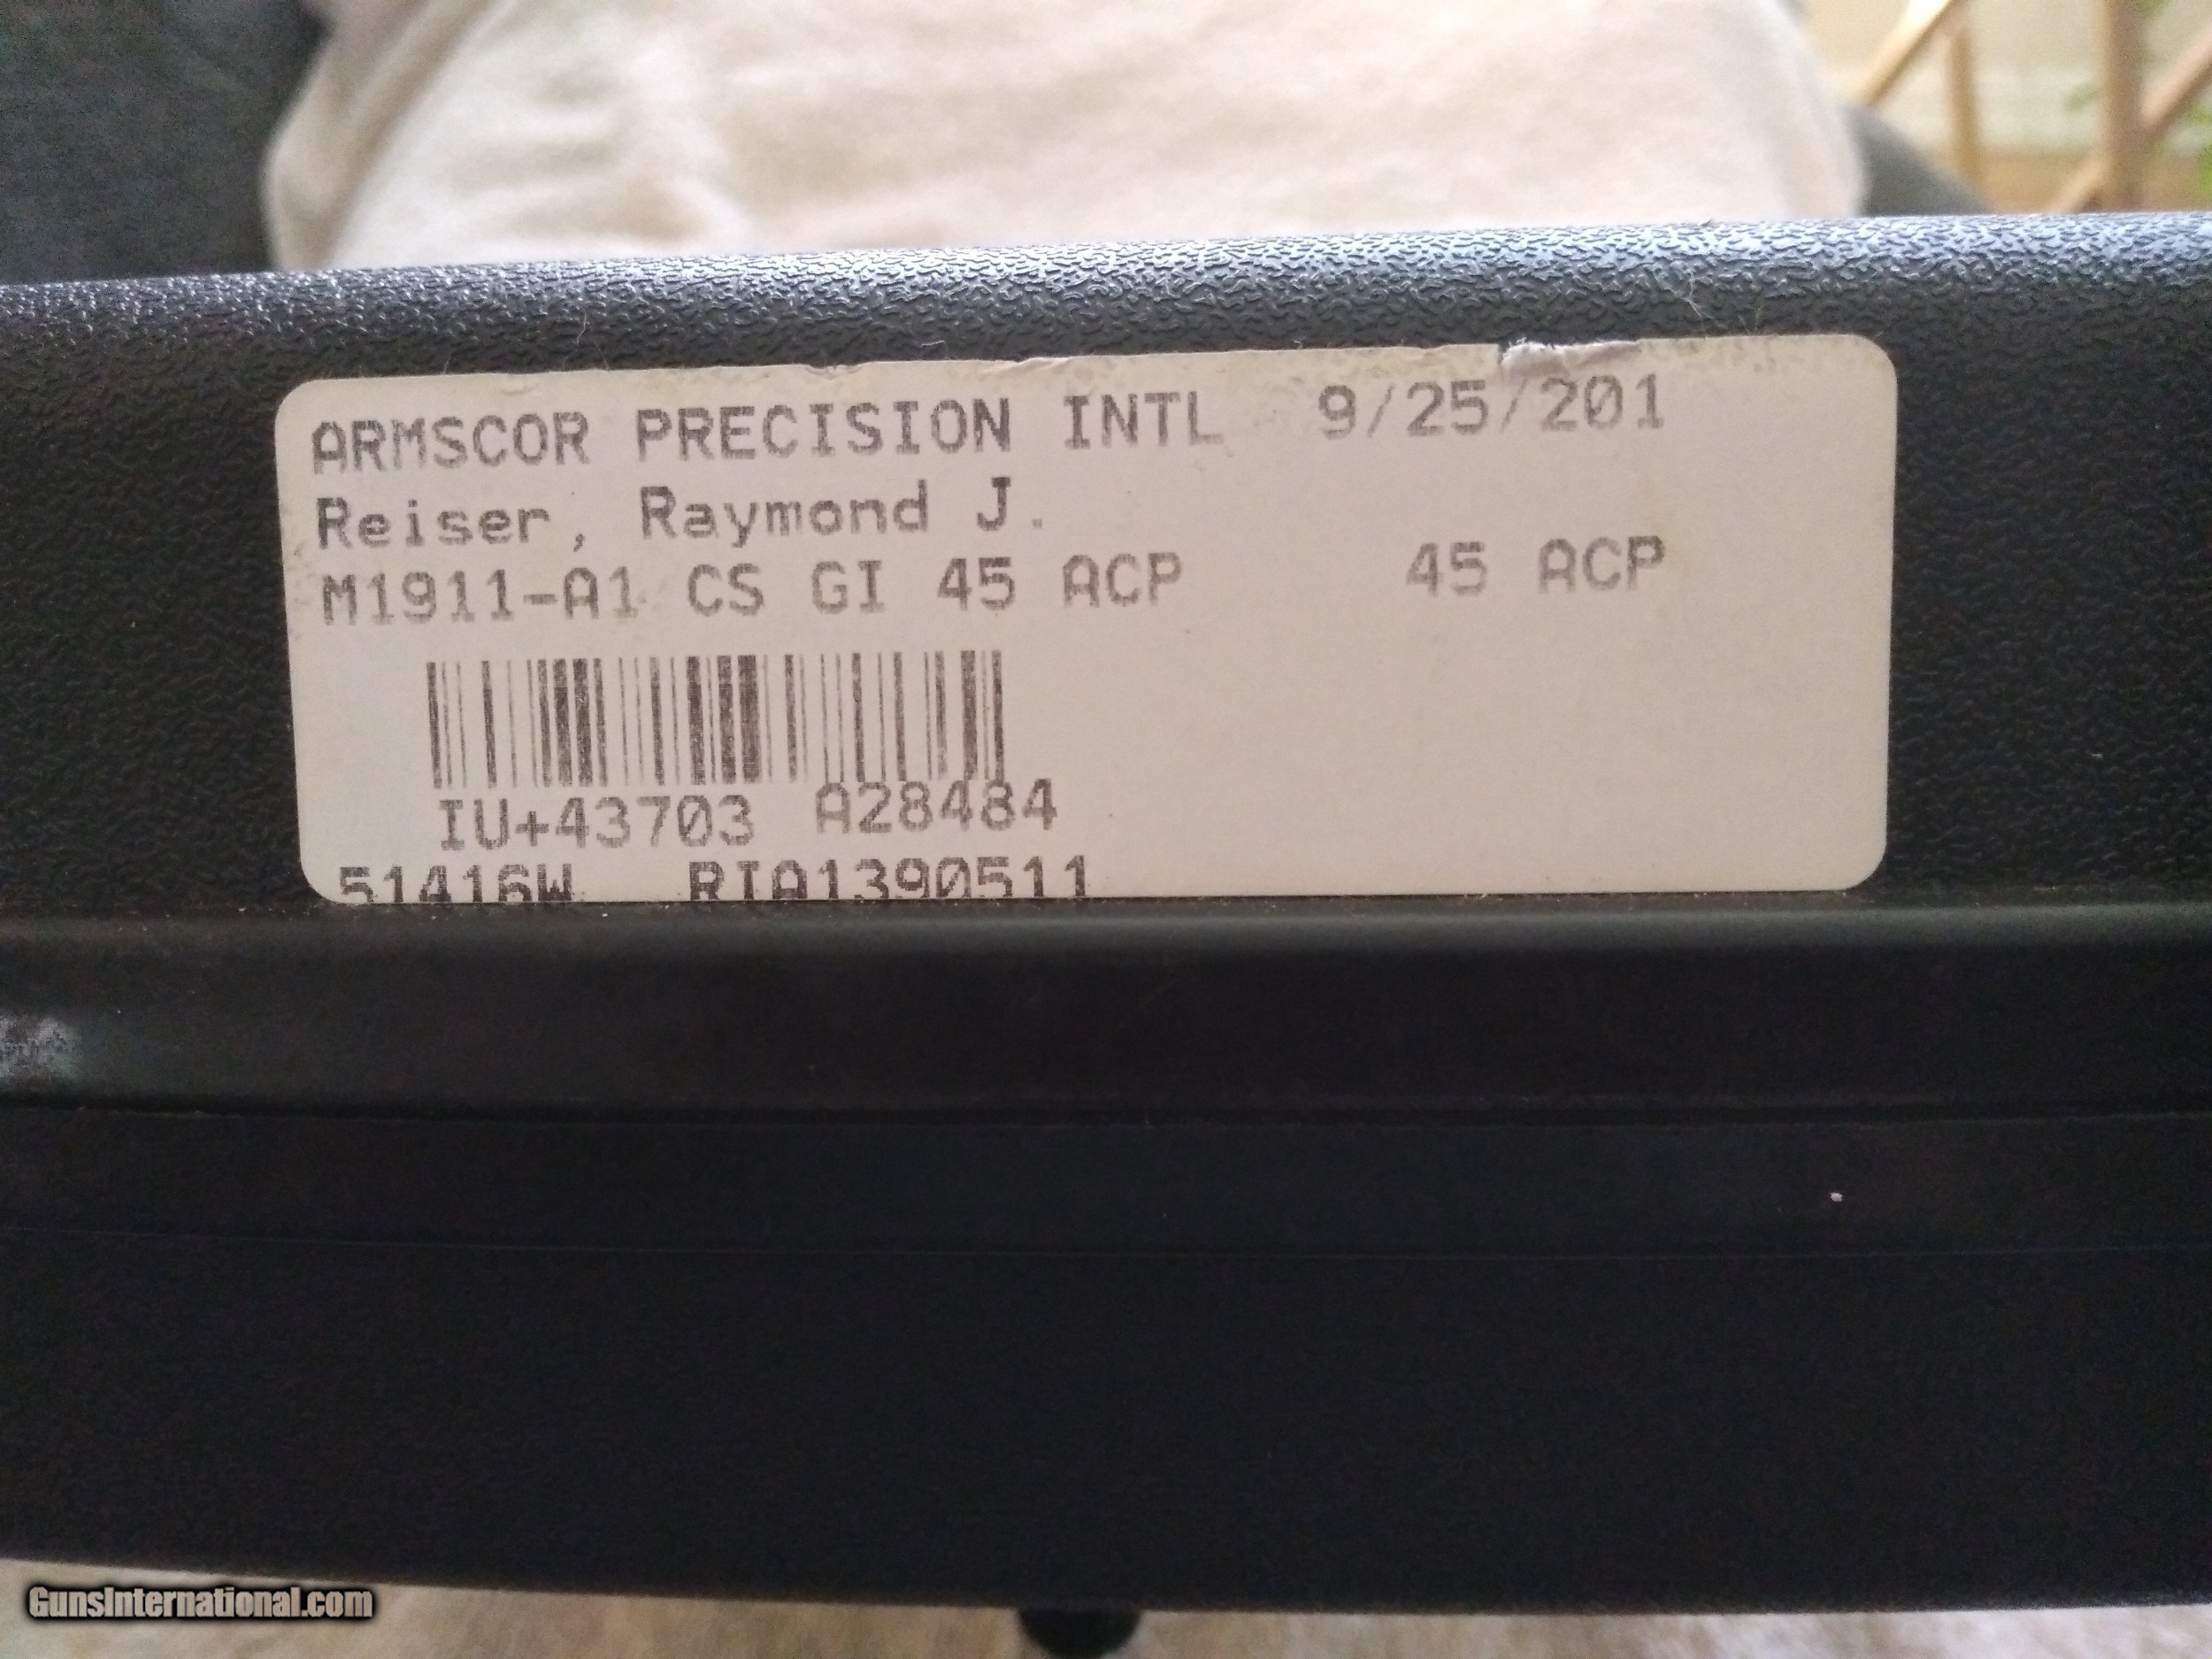 ARMSCOR PRECISION INTL 9/25/201
Reiser, Raymond J.
M1911-A1 CS GI 45 ACP 45 ACP
IU+43703 A28484
51416W RIA1390511
GunsInternational.com